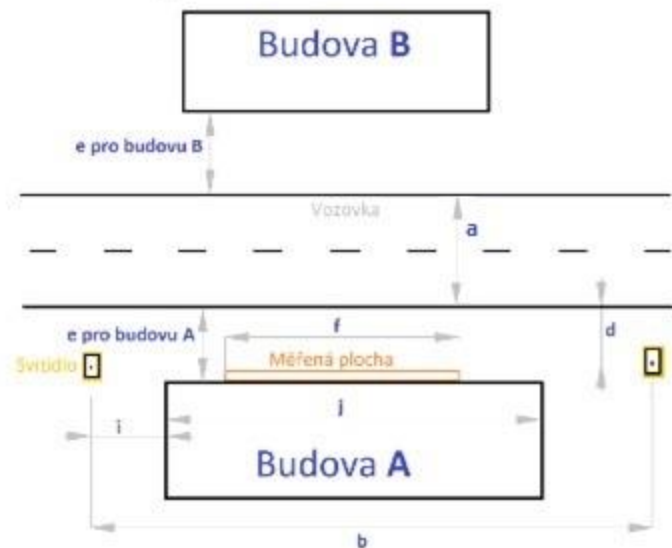 Budova B
e pro budovu B
Vozovka
a
e pro budovu A
f
d
Svítidlo
Měřená plocha
i
j
Budova A
b